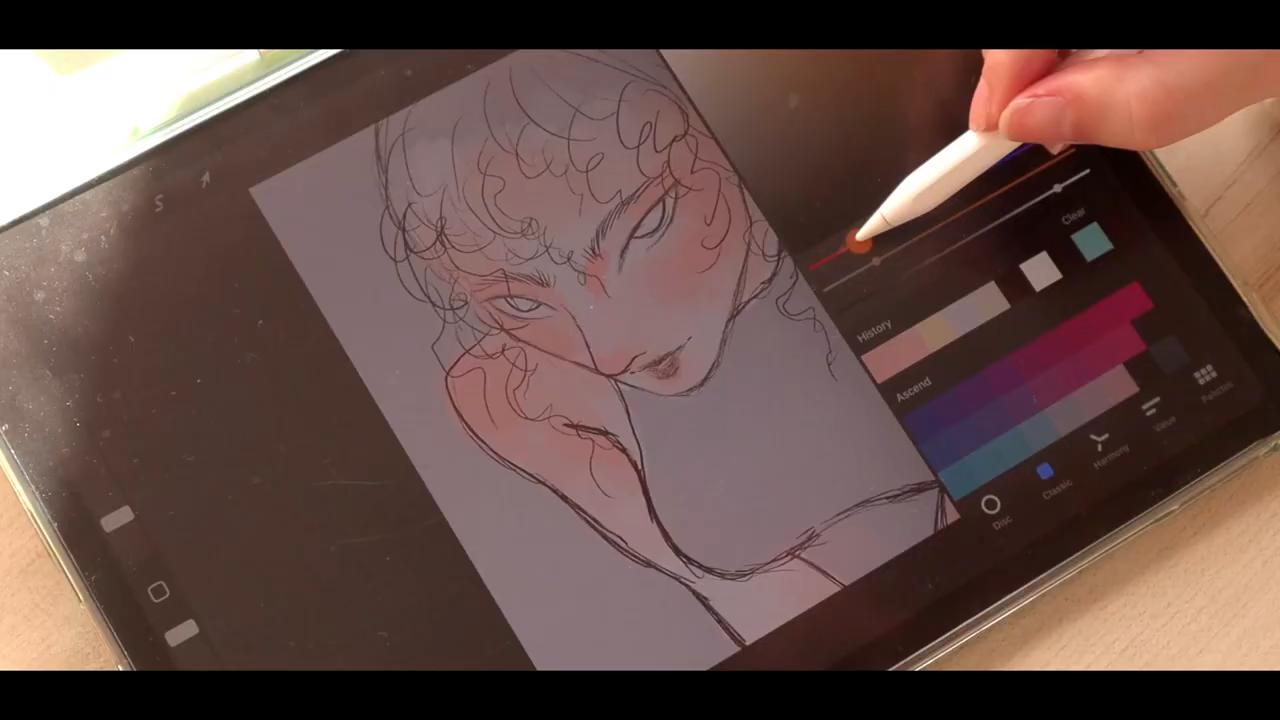 S
Clear
History
Ascend
Palettes
Value
Harmony
Classic
Disc